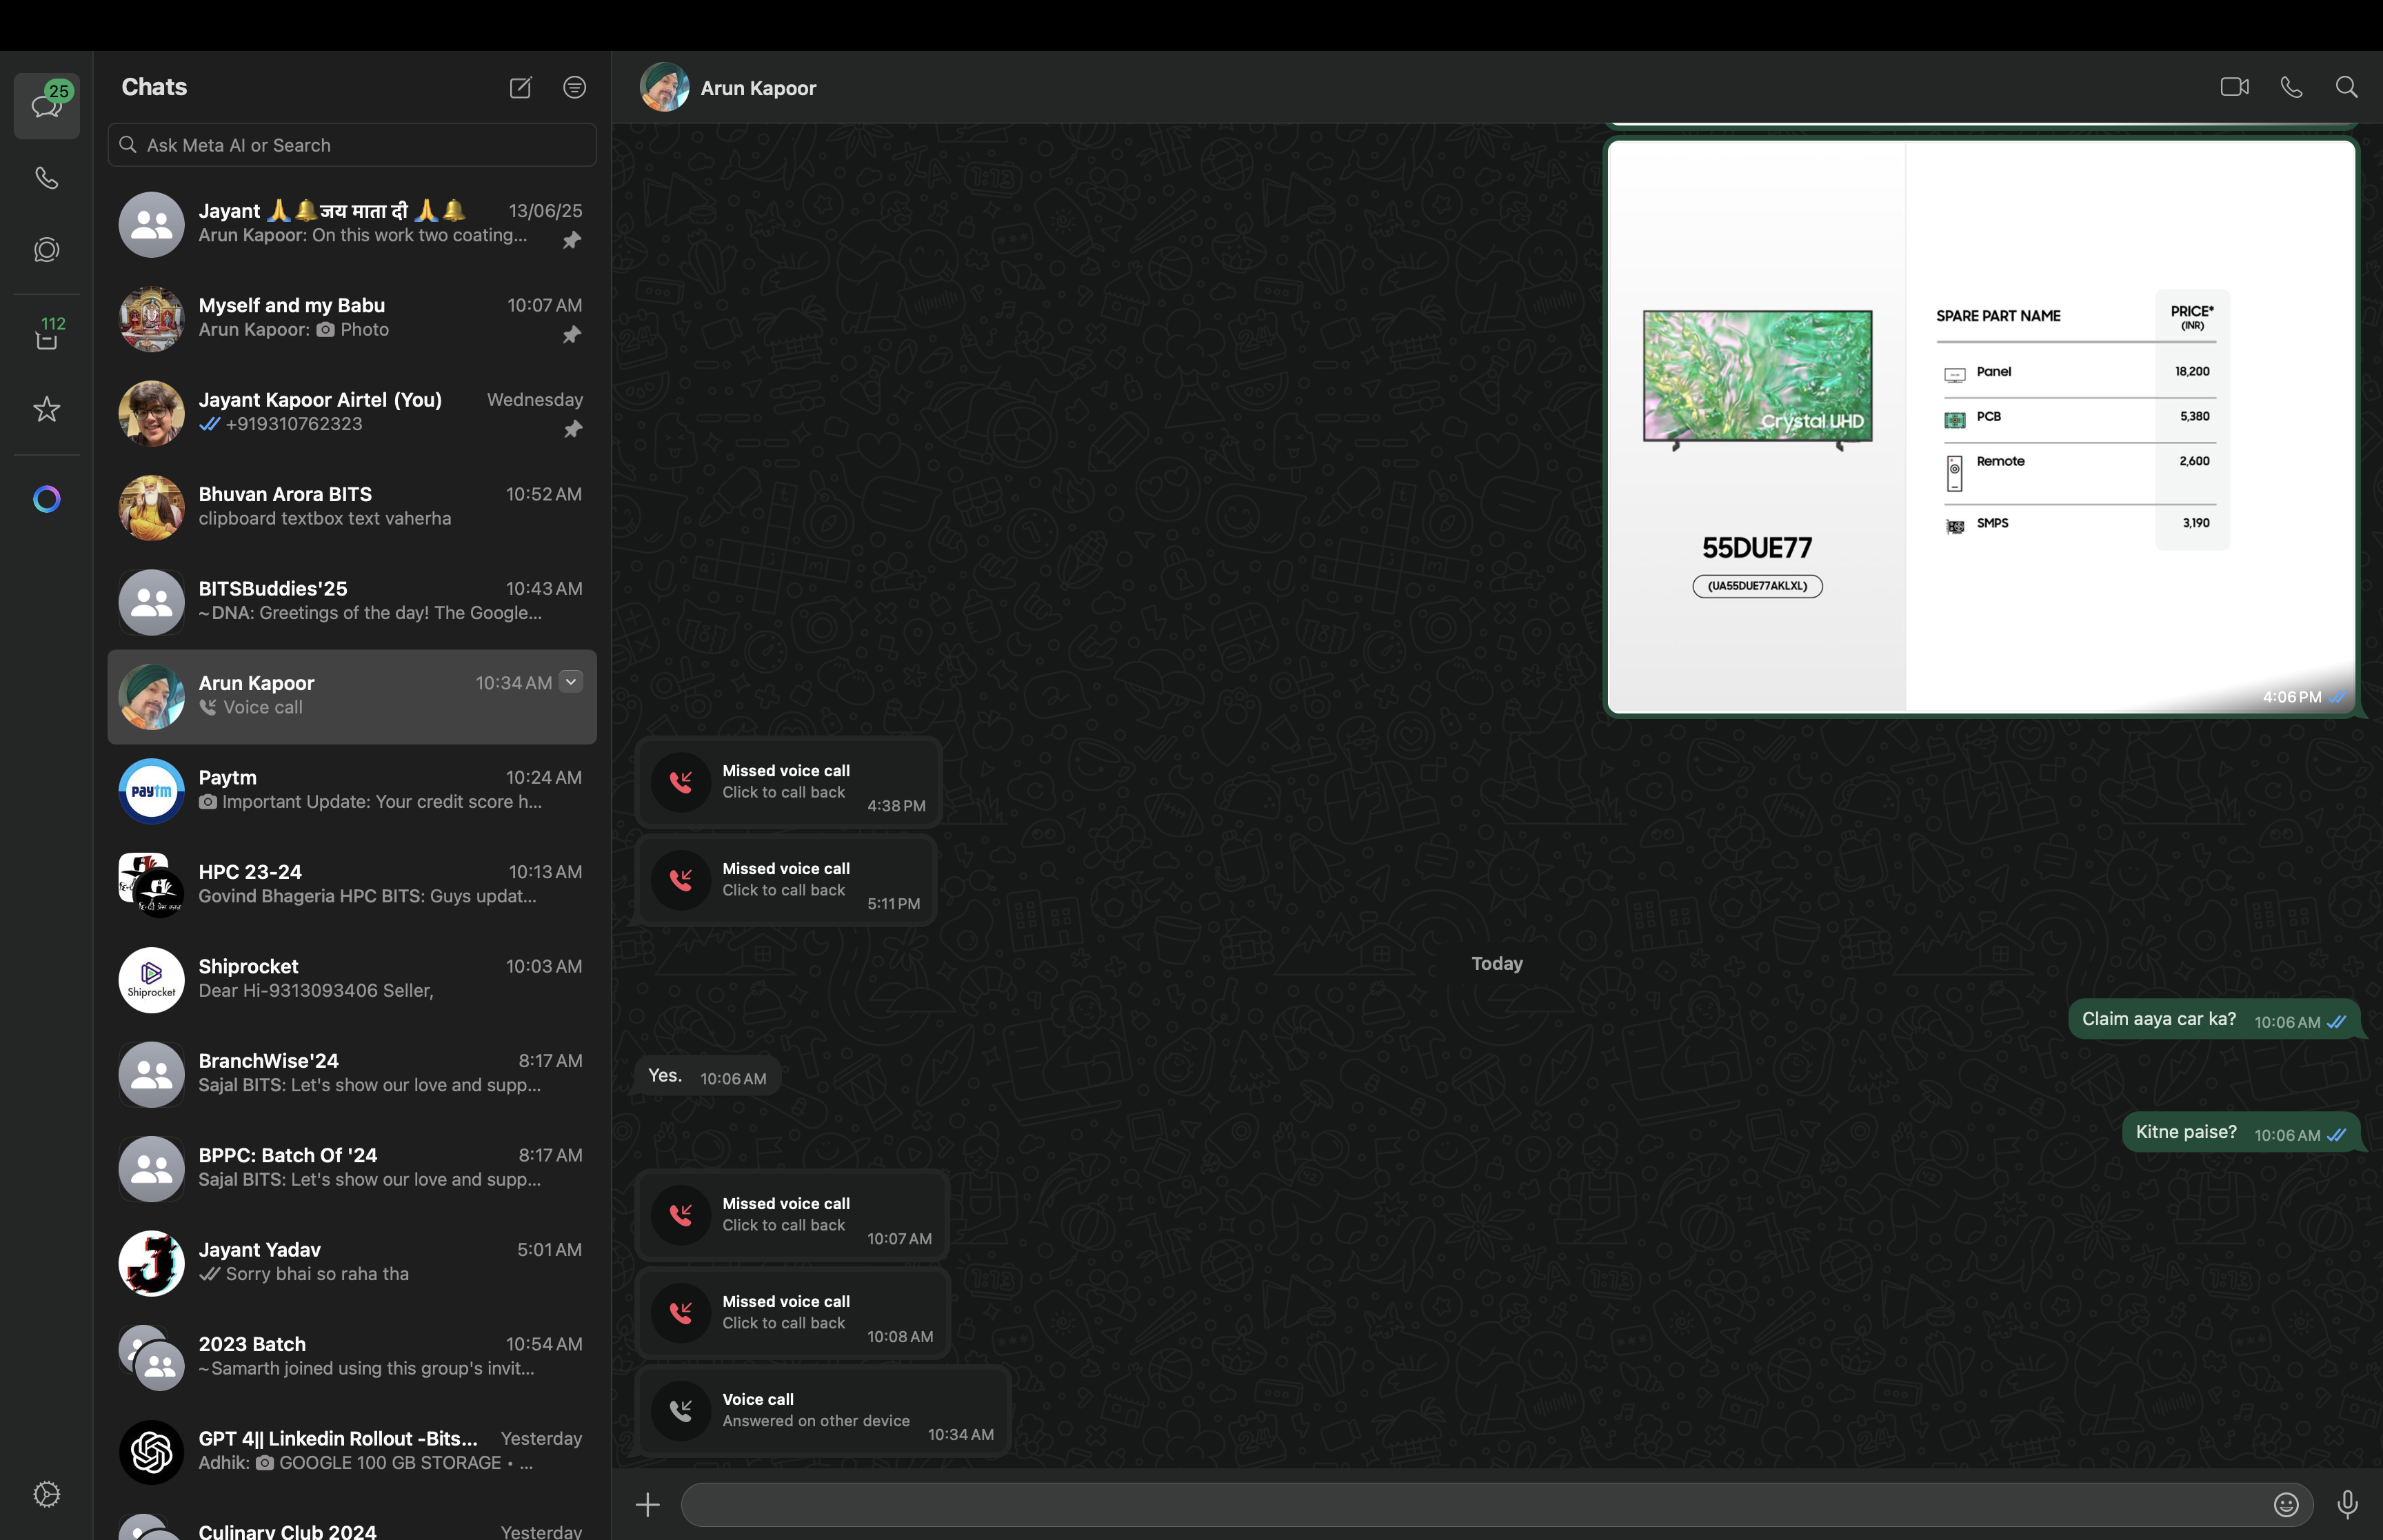 25
Chats
Ask Meta AI or Search
112
Jayant 🙏🔔जय माता दी 🙏🔔 13/06/25
Arun Kapoor: On this work two coating...
Myself and my Babu 10:07 AM
Arun Kapoor: Photo
Jayant Kapoor Airtel (You) Wednesday
+919310762323
Bhuvan Arora BITS 10:52 AM
clipboard textbox text vaherha
BITSBuddies'25 10:43 AM
~ DNA: Greetings of the day! The Google...
Arun Kapoor 10:34 AM
Voice call
Paytm 10:24 AM
paytm
Important Update: Your credit score h...
HPC 23-24 10:13 AM
Govind Bhageria HPC BITS: Guys updat...
Shiprocket 10:03 AM
Shiprocket
Dear Hi-9313093406 Seller,
BranchWise'24 8:17 AM
Sajal BITS: Let's show our love and supp...
BPPC: Batch Of '24 8:17 AM
Sajal BITS: Let's show our love and supp...
Jayant Yadav 5:01 AM
Sorry bhai so raha tha
2023 Batch 10:54 AM
~ Samarth joined using this group's invit...
GPT 4|| Linkedin Rollout -Bits... Yesterday
Adhik: GOOGLE 100 GB STORAGE • ...
Culinary Club 2024 Yesterday
Arun Kapoor
Crystal UHD
55DUE77
(UA55DUE77AKLXL)
SPARE PART NAME PRICE*
(INR)
Panel 18,200
PCB 5,380
Remote 2,600
SMPS 3,190
4:06 PM
Missed voice call
Click to call back
4:38 PM
Missed voice call
Click to call back
5:11 PM
Today
Claim aaya car ka? 10:06 AM
Yes. 10:06 AM
Kitne paise? 10:06 AM
Missed voice call
Click to call back
10:07 AM
Missed voice call
Click to call back
10:08 AM
Voice call
Answered on other device
10:34 AM